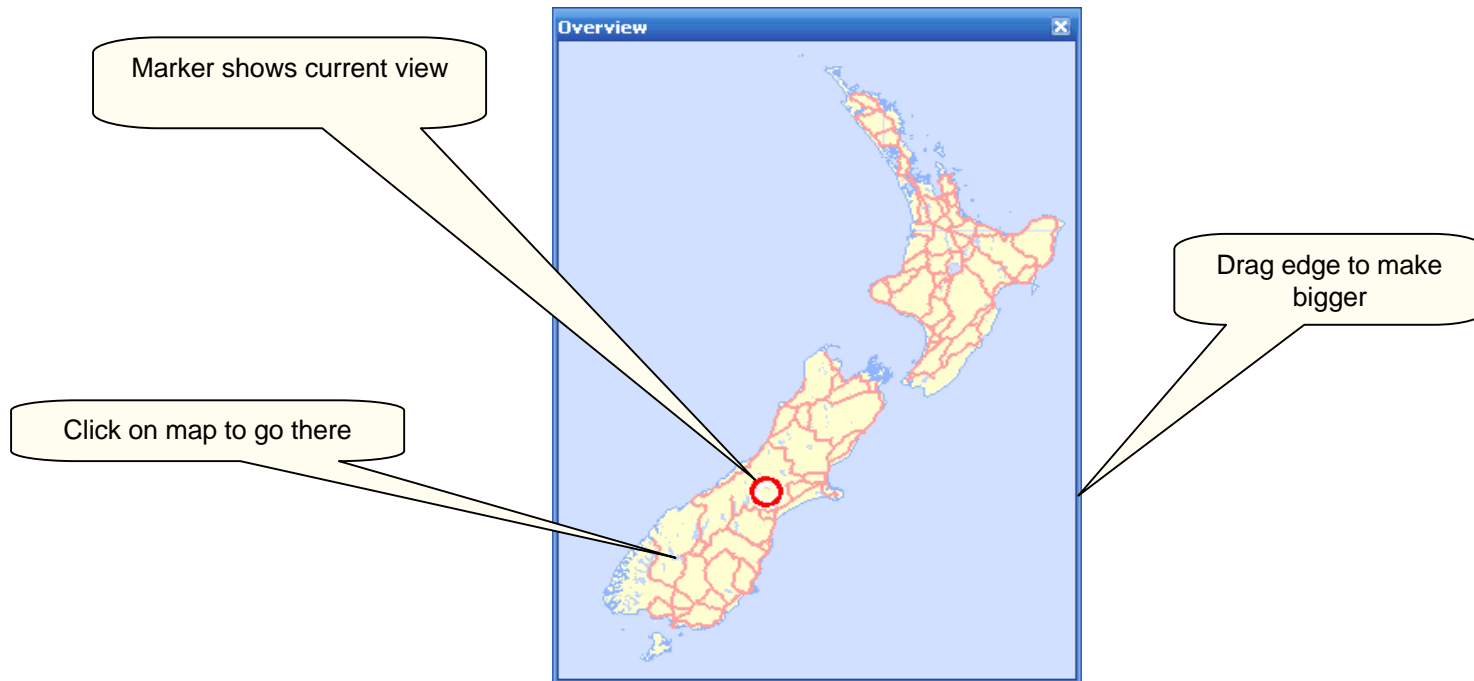 Overview
Marker shows current view
Drag edge to make
bigger
Click on map to go there